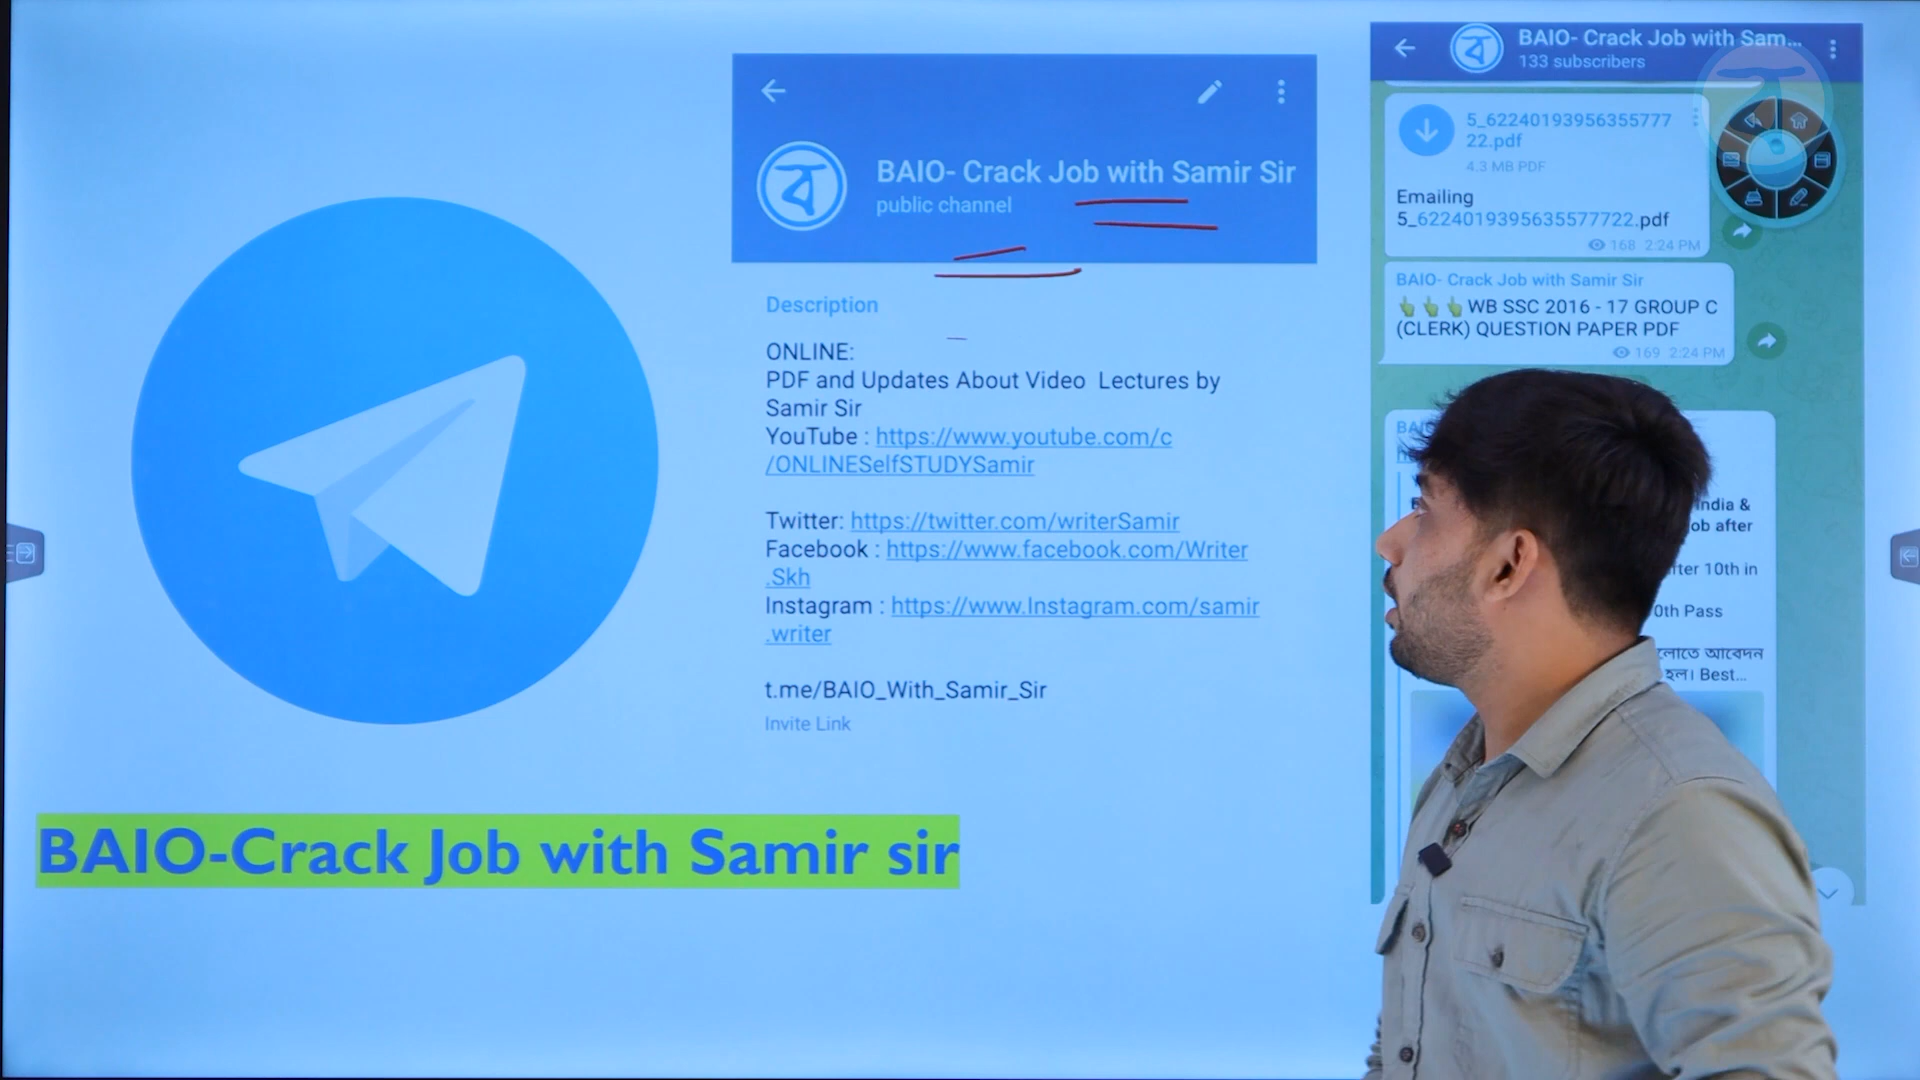 BAIO- Crack Job with Samir Sir
public channel
Description
ONLINE:
PDF and Updates About Video Lectures by
Samir Sir
YouTube : https://www.youtube.com/c
/ONLINESelfSTUDYSamir
Twitter: https://twitter.com/writerSamir
Facebook : https://www.facebook.com/Writer
.Skh
Instagram : https://www.Instagram.com/samir
.writer
t.me/BAIO_With_Samir_Sir
Invite Link
BAIO-Crack Job with Samir sir
BAIO- Crack Job with Sam...
133 subscribers
5_62240193956355777
22.pdf
4.3 MB PDF
Emailing
5_6224019395635577722.pdf
168 2:24 PM
BAIO- Crack Job with Samir Sir
👆👆👆WB SSC 2016 - 17 GROUP C
(CLERK) QUESTION PAPER PDF
169 2:24 PM
India &
ob after
fter 10th in
0th Pass
লোতে আবেদন
হল। Best...
ব